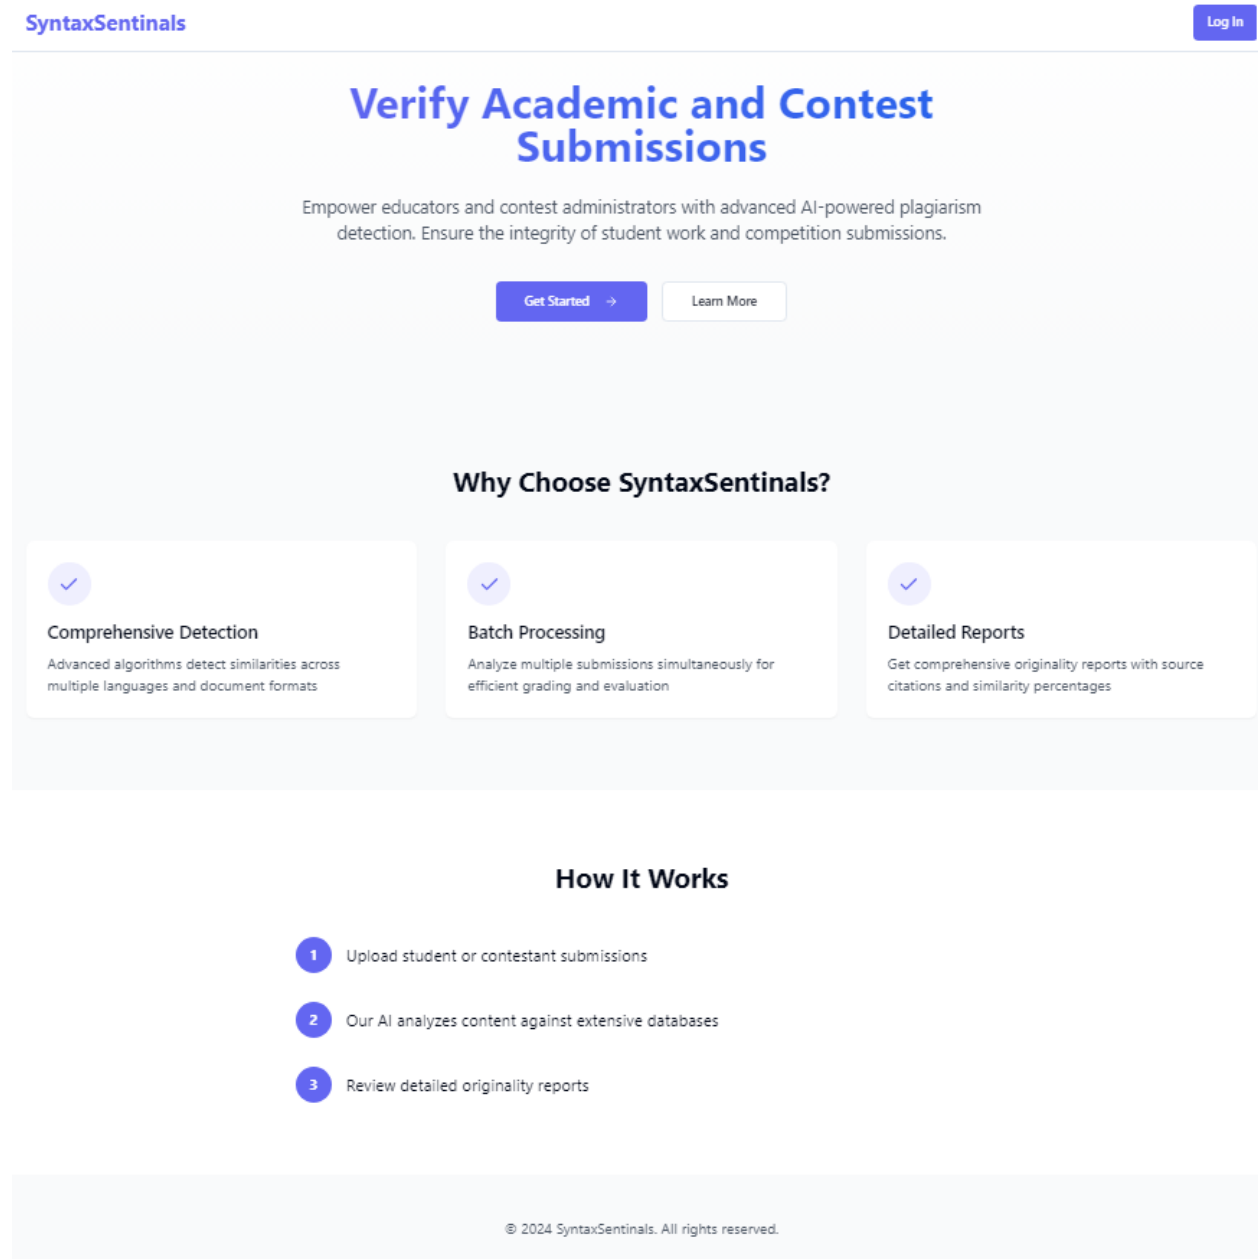 SyntaxSentinals
Log In
Verify Academic and Contest
Submissions
Empower educators and contest administrators with advanced AI-powered plagiarism
detection. Ensure the integrity of student work and competition submissions.
Get Started →
Learn More
Why Choose SyntaxSentinals?
Comprehensive Detection
Advanced algorithms detect similarities across
multiple languages and document formats
Batch Processing
Analyze multiple submissions simultaneously for
efficient grading and evaluation
Detailed Reports
Get comprehensive originality reports with source
citations and similarity percentages
How It Works
1 Upload student or contestant submissions
2 Our AI analyzes content against extensive databases
3 Review detailed originality reports
© 2024 SyntaxSentinals. All rights reserved.